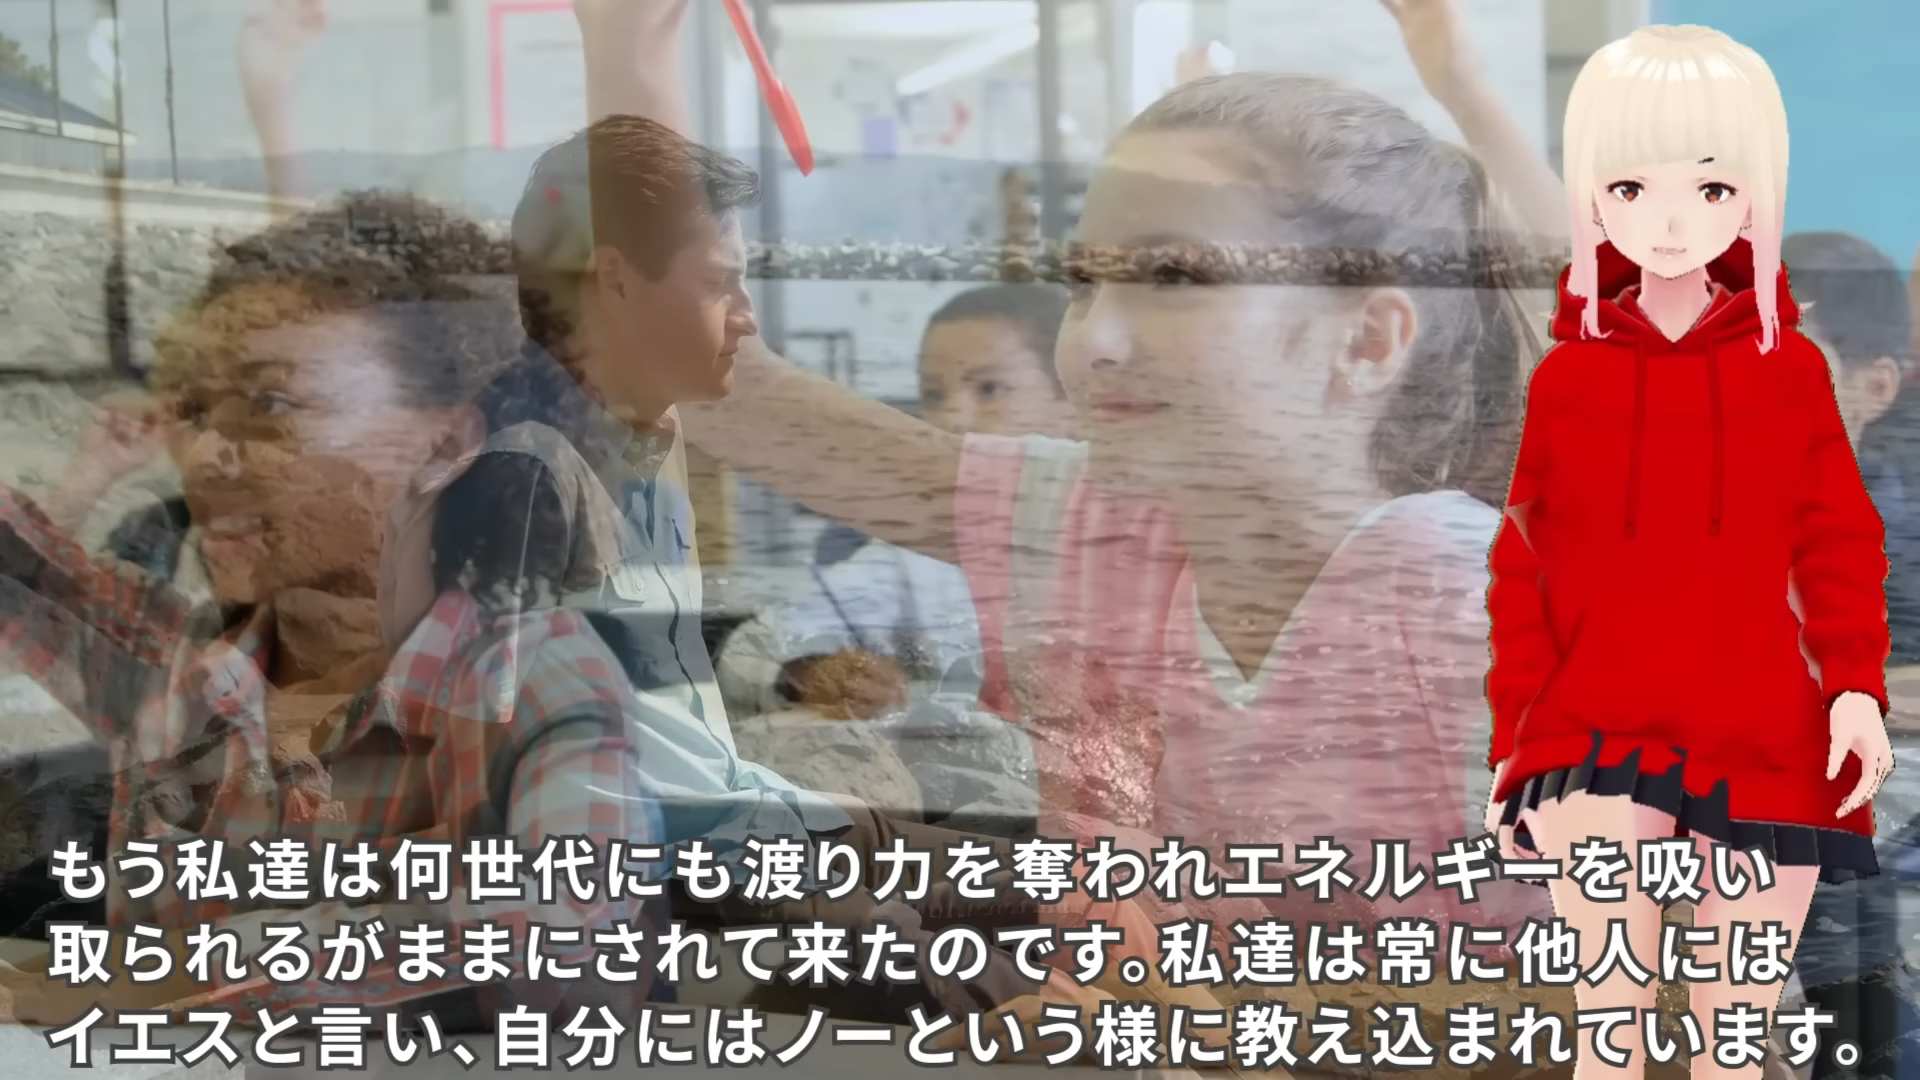 もう私達は何世代にも渡り力を奪われエネルギーを吸い
取られるがままにされて来たのです。私達は常に他人には
イエスと言い、自分にはノーという様に教え込まれています。